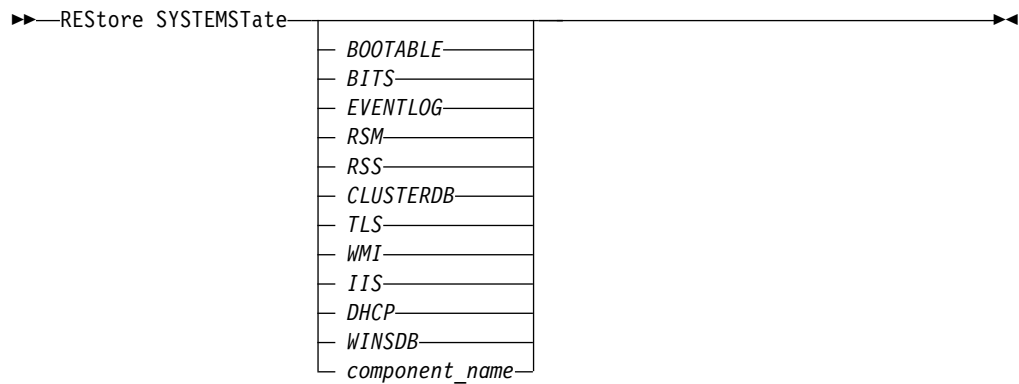 REStore SYSTEMSTate
BOOTABLE
BITS
EVENTLOG
RSM
RSS
CLUSTERDB
TLS
WMI
IIS
DHCP
WINSDB
component_name